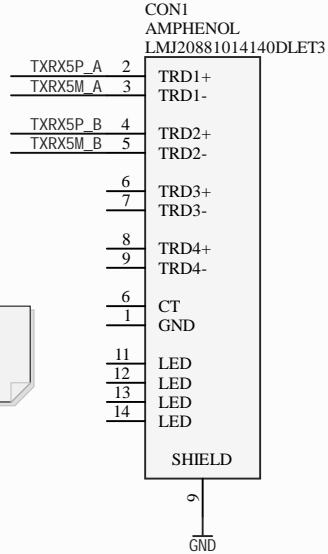 CON1
AMPHENOL
LMJ20881014140DLET3
TXRX5P_A 2 TRD1+
TXRX5M_A 3 TRD1-
TXRX5P_B 4 TRD2+
TXRX5M_B 5 TRD2-
6 TRD3+
7 TRD3-
8 TRD4+
9 TRD4-
6 CT
1 GND
11 LED
12 LED
13 LED
14 LED
SHIELD
9
GND